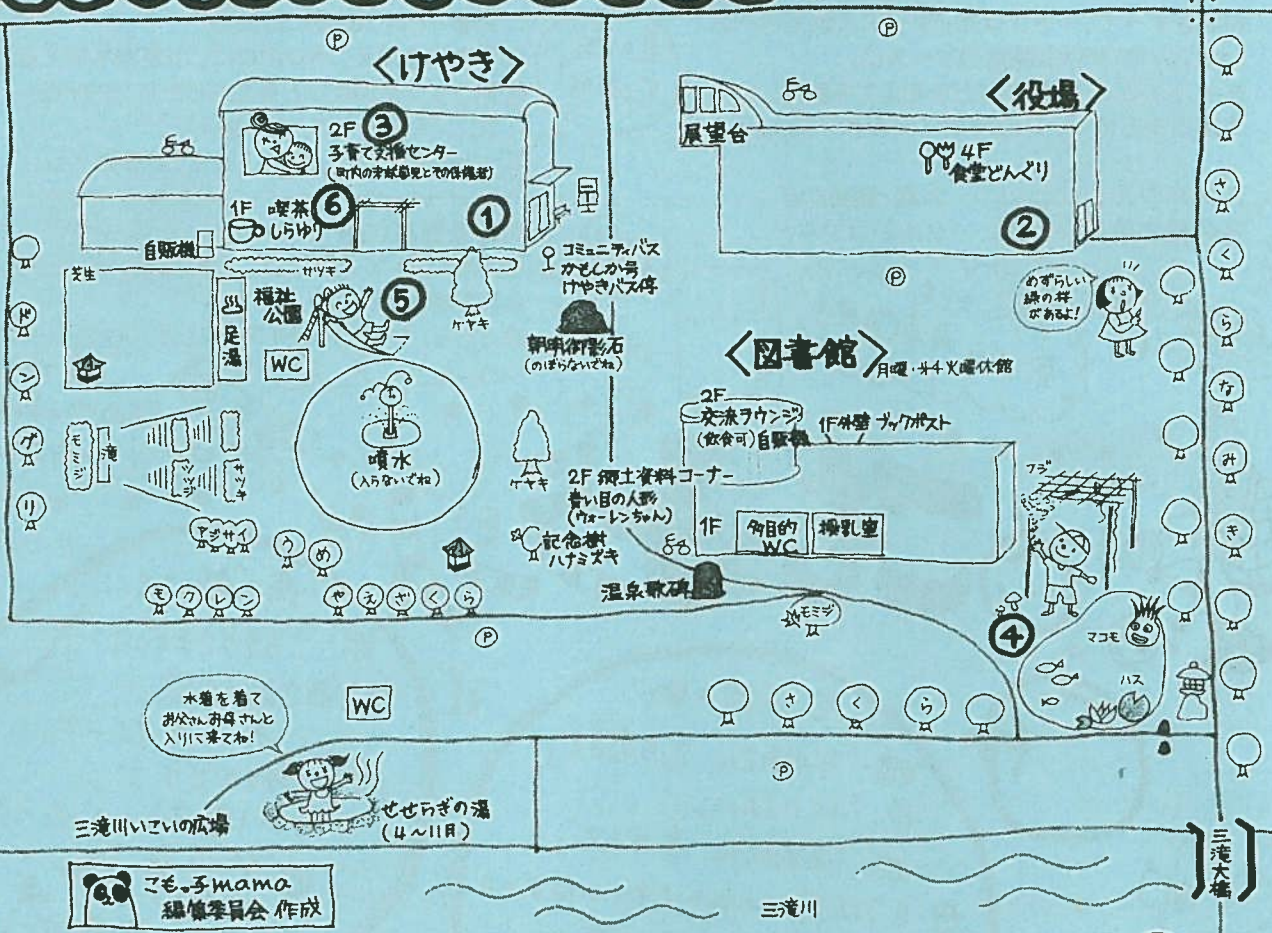 P
P
〈けやき〉
2F ③
子育て支援センター
(町内の未就学児とその保護者)
1F 喫茶 ⑥
しらゆり
①
自販機
サツキ
コミュニティバス
かもしか号
けやきバス停
〈役場〉
展望台
4F
食堂どんぐり
②
P
めずらしい
緑の桜
があるよ!
さくらなみき
芝生
足湯
福祉
公園
⑤
WC
ケヤキ
朝明御影石
(のぼらないでね)
〈図書館〉
月曜・第4火曜休館
2F
交流ラウンジ
(飲食可)自販機
1F外壁 ブックポスト
ドングリ
モミジ
滝
ツツジ
サツキ
噴水
(入らないでね)
ケヤキ
2F 郷土資料コーナー
青い目の人形
(ウォーレンちゃん)
1F
多目的
WC
授乳室
フジ
アジサイ
うめ
記念樹
ハナミズキ
モクレン
やえざくら
温泉歌碑
モミジ
④
マコモ
ハス
P
さくら
水着を着て
お父さんお母さんと
入りに来てね!
WC
P
せせらぎの湯
(4〜11月)
三滝川いこいの広場
三滝大橋
こもっ子mama
編集委員会 作成
三滝川